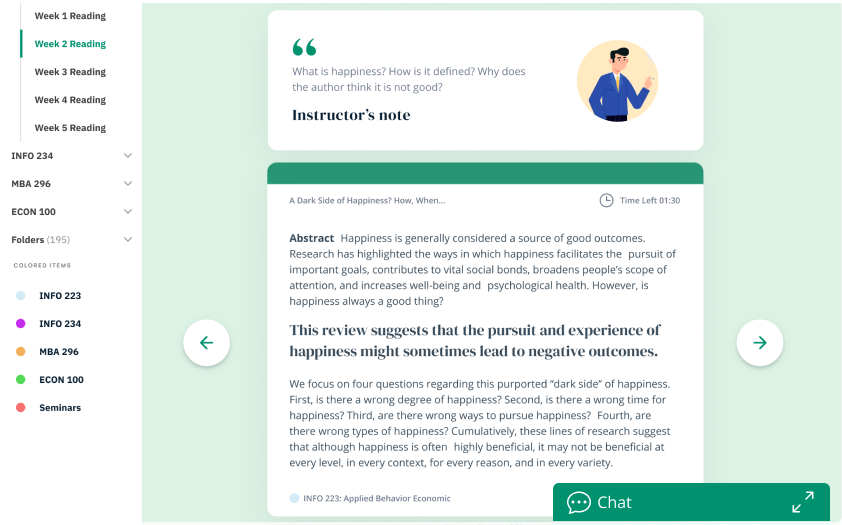 Week 1 Reading
Week 2 Reading
Week 3 Reading
Week 4 Reading
Week 5 Reading
INFO 234
MBA 296
ECON 100
Folders (195)
COLORED ITEMS
INFO 223
INFO 234
MBA 296
ECON 100
Seminars
What is happiness? How is it defined? Why does
the author think it is not good?
Instructor's note
A Dark Side of Happiness? How, When...
Time Left 01:30
Abstract Happiness is generally considered a source of good outcomes.
Research has highlighted the ways in which happiness facilitates the pursuit of
important goals, contributes to vital social bonds, broadens people's scope of
attention, and increases well-being and psychological health. However, is
happiness always a good thing?
This review suggests that the pursuit and experience of
happiness might sometimes lead to negative outcomes.
We focus on four questions regarding this purported “dark side” of happiness.
First, is there a wrong degree of happiness? Second, is there a wrong time for
happiness? Third, are there wrong ways to pursue happiness? Fourth, are
there wrong types of happiness? Cumulatively, these lines of research suggest
that although happiness is often highly beneficial, it may not be beneficial at
every level, in every context, for every reason, and in every variety.
INFO 223: Applied Behavior Economic
Chat